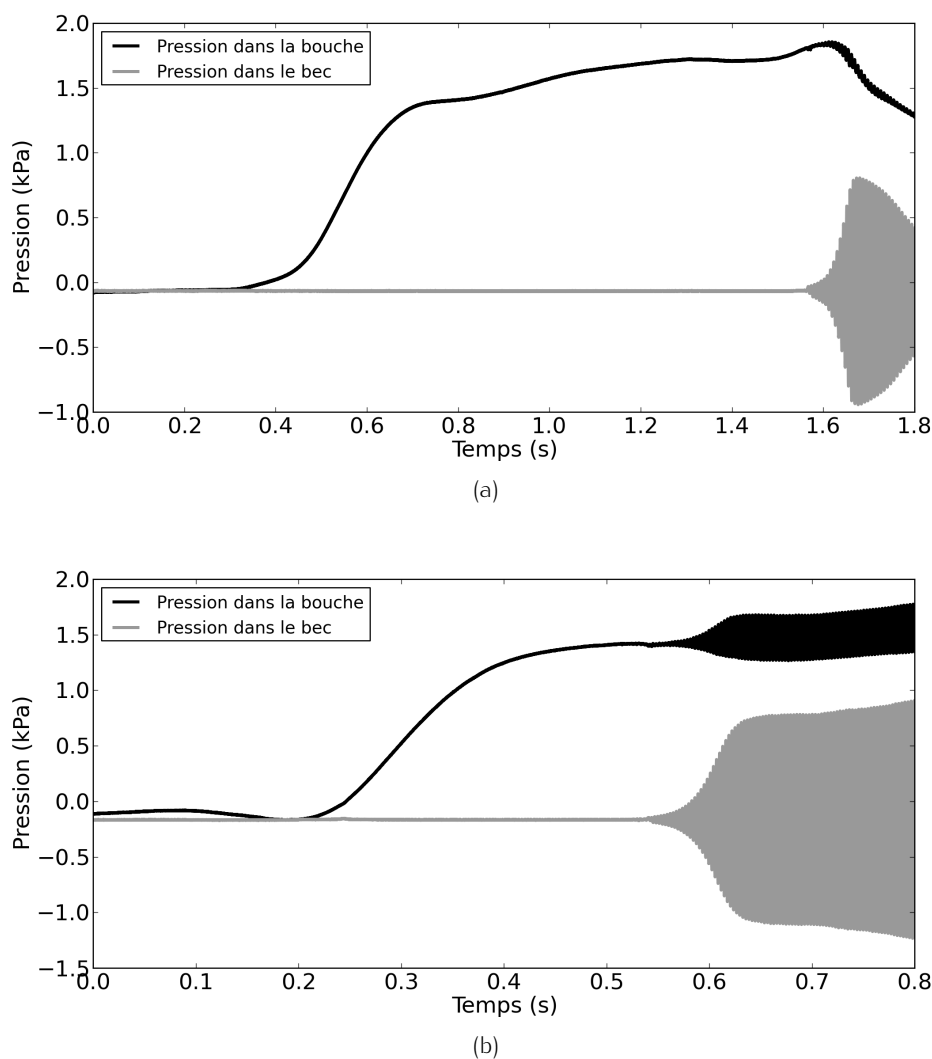 2.0
Pression dans la bouche
Pression dans le bec
1.5
1.0
0.5
0.0
−0.5
−1.0
Pression (kPa)
0.0 0.2 0.4 0.6 0.8 1.0 1.2 1.4 1.6 1.8
Temps (s)
(a)
2.0
Pression dans la bouche
Pression dans le bec
1.5
1.0
0.5
0.0
−0.5
−1.0
−1.5
Pression (kPa)
0.0 0.1 0.2 0.3 0.4 0.5 0.6 0.7 0.8
Temps (s)
(b)